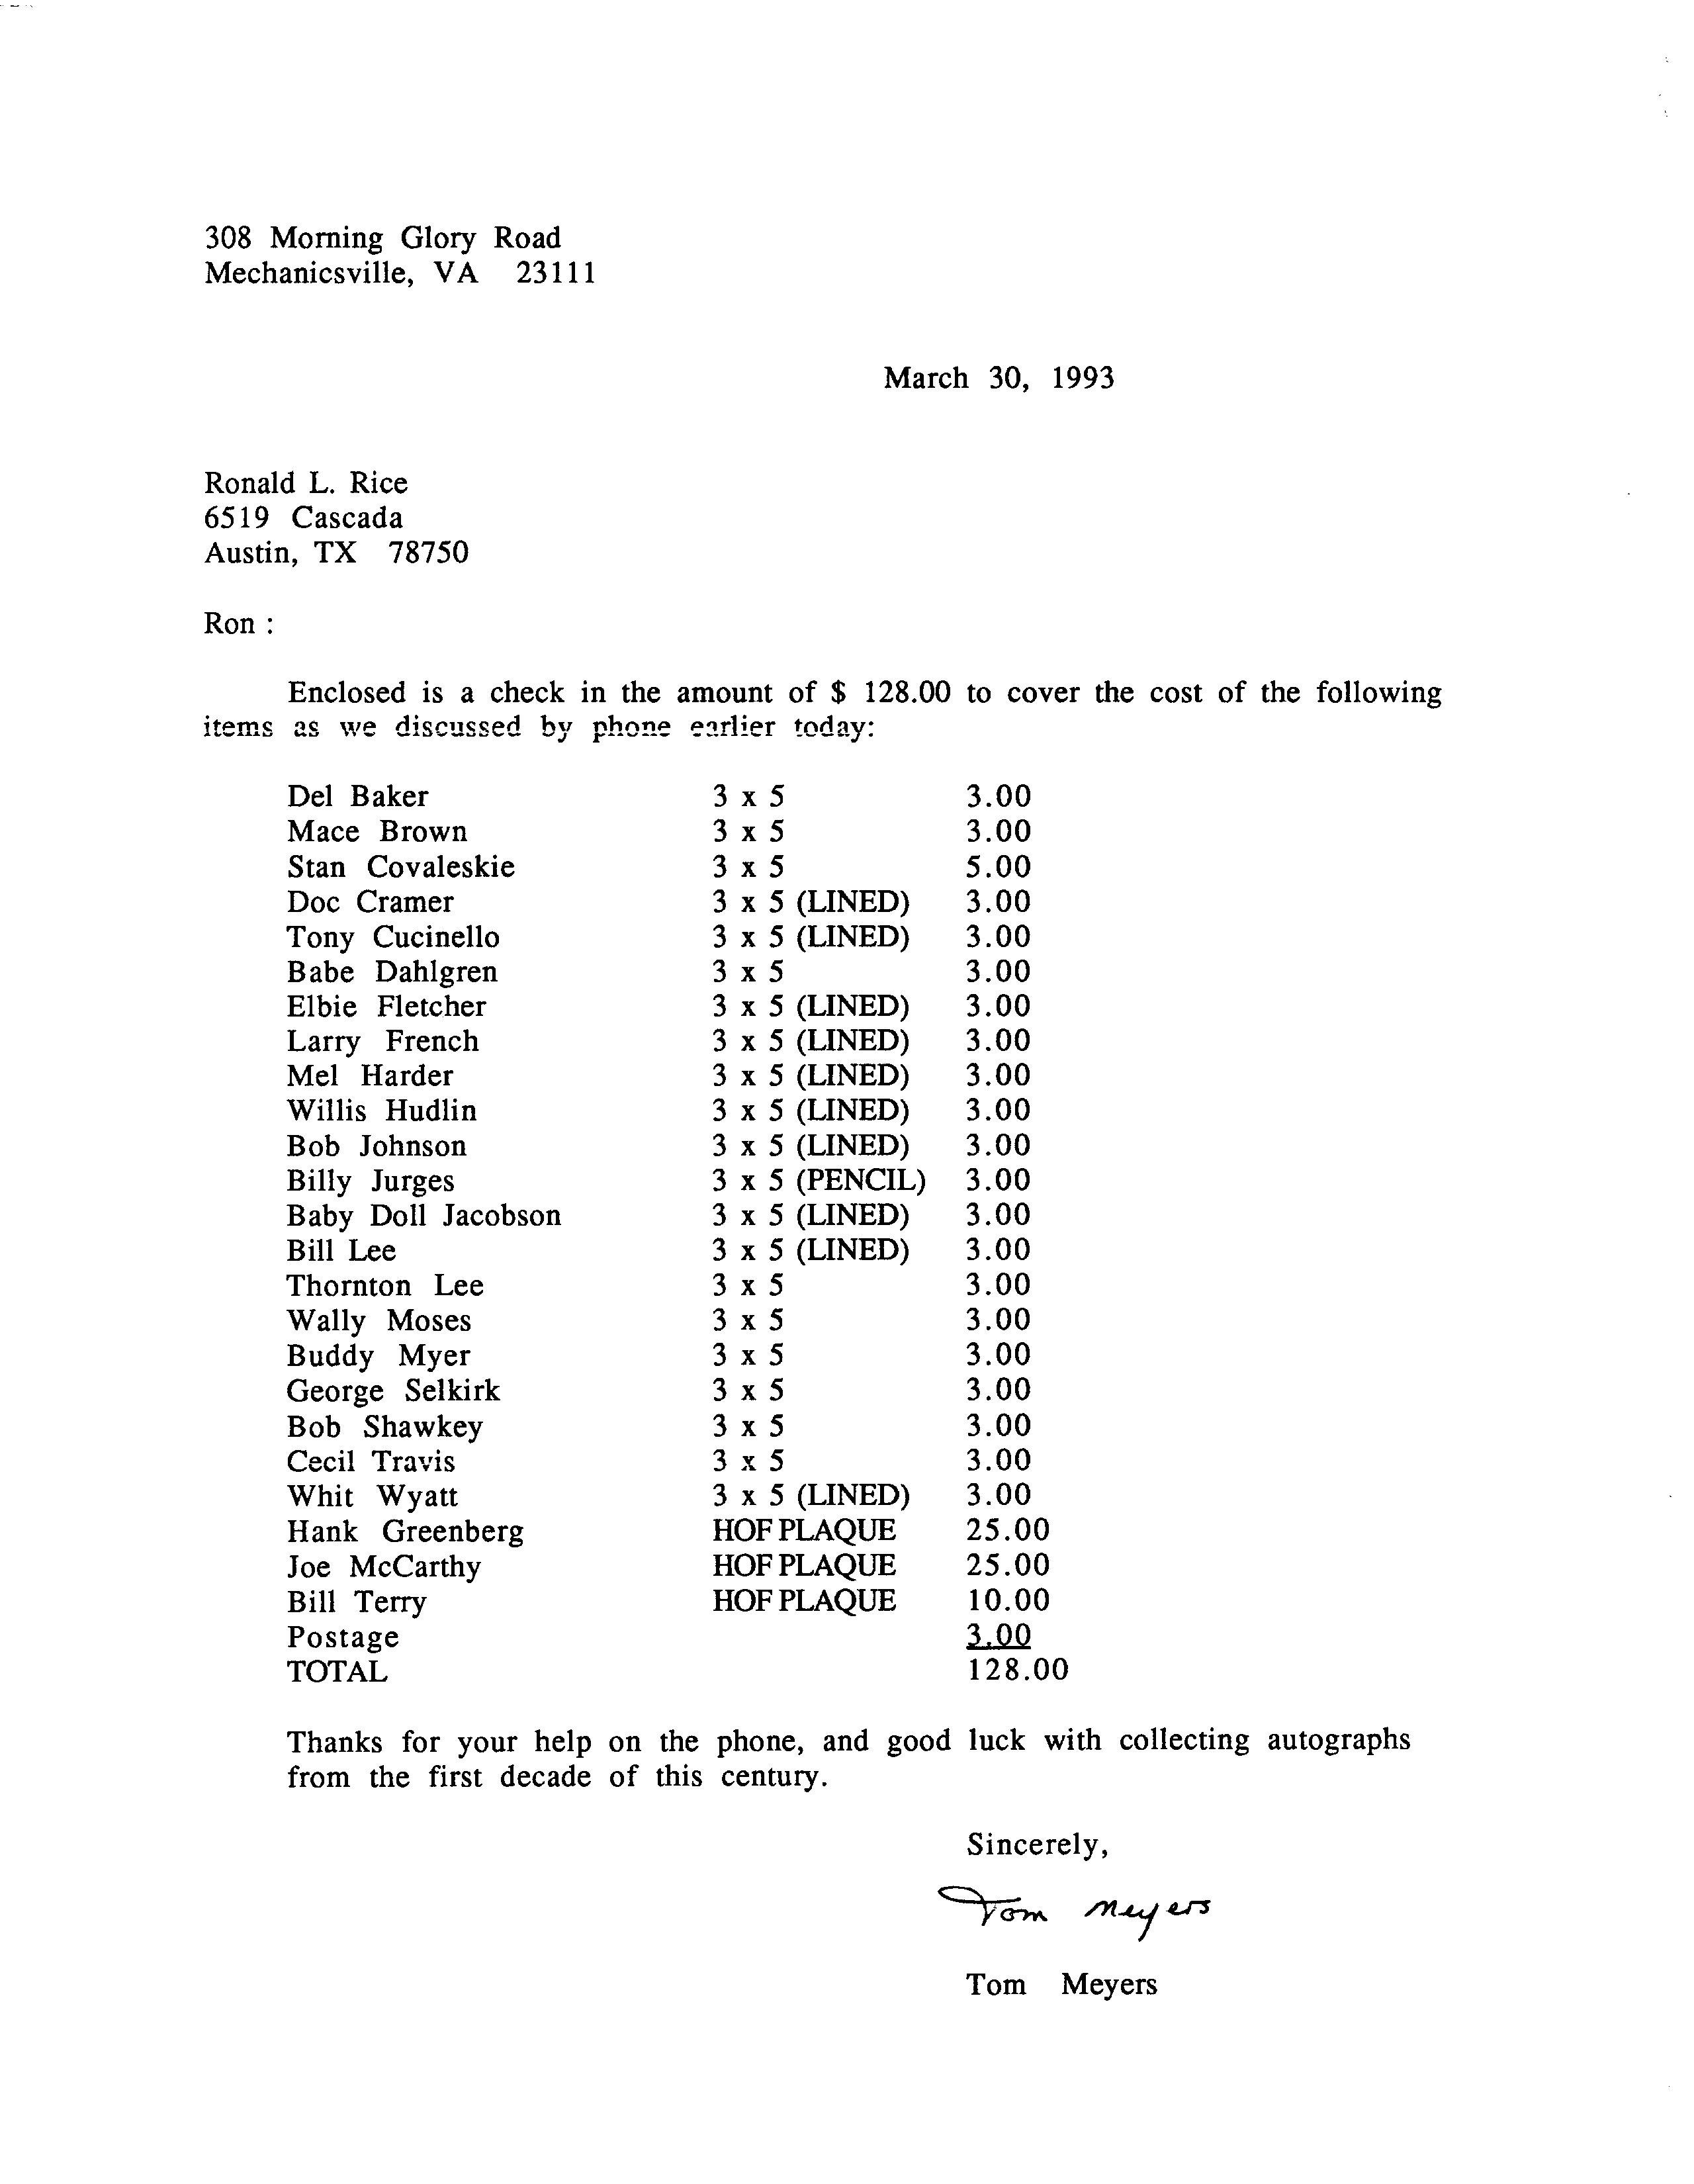 308 Morning Glory Road
Mechanicsville, VA 23111
March 30, 1993
Ronald L. Rice
6519 Cascada
Austin, TX 78750
Ron :
Enclosed is a check in the amount of $ 128.00 to cover the cost of the following
items as we discussed by phone earlier today:
Del Baker 3 x 5 3.00
Mace Brown 3 x 5 3.00
Stan Covaleskie 3 x 5 5.00
Doc Cramer 3 x 5 (LINED) 3.00
Tony Cucinello 3 x 5 (LINED) 3.00
Babe Dahlgren 3 x 5 3.00
Elbie Fletcher 3 x 5 (LINED) 3.00
Larry French 3 x 5 (LINED) 3.00
Mel Harder 3 x 5 (LINED) 3.00
Willis Hudlin 3 x 5 (LINED) 3.00
Bob Johnson 3 x 5 (LINED) 3.00
Billy Jurges 3 x 5 (PENCIL) 3.00
Baby Doll Jacobson 3 x 5 (LINED) 3.00
Bill Lee 3 x 5 (LINED) 3.00
Thornton Lee 3 x 5 3.00
Wally Moses 3 x 5 3.00
Buddy Myer 3 x 5 3.00
George Selkirk 3 x 5 3.00
Bob Shawkey 3 x 5 3.00
Cecil Travis 3 x 5 3.00
Whit Wyatt 3 x 5 (LINED) 3.00
Hank Greenberg HOF PLAQUE 25.00
Joe McCarthy HOF PLAQUE 25.00
Bill Terry HOF PLAQUE 10.00
Postage 3.00
TOTAL 128.00
Thanks for your help on the phone, and good luck with collecting autographs
from the first decade of this century.
Sincerely,
Tom Meyers
Tom Meyers